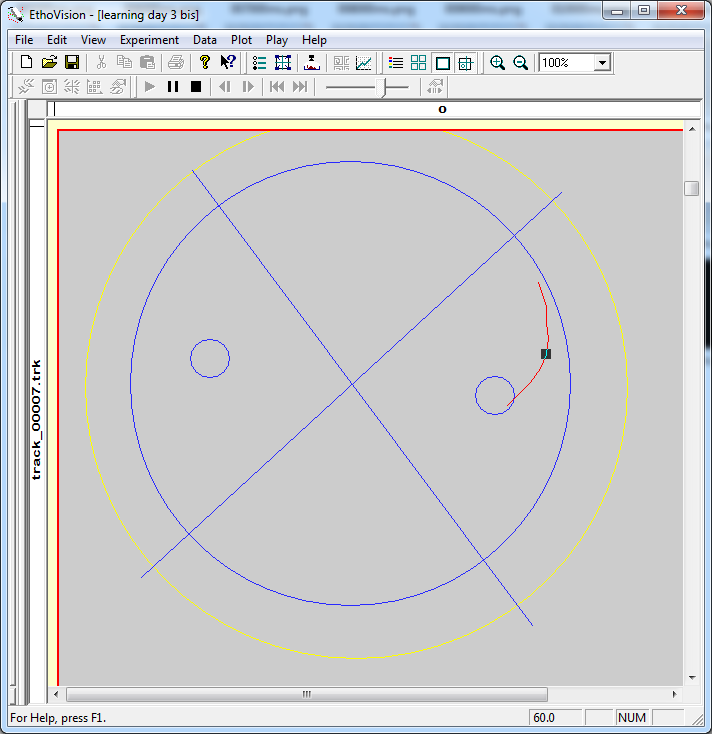 EthoVision - [learning day 3 bis]
File Edit View Experiment Data Plot Play Help
100%
o
track_00007.trk
For Help, press F1.
60.0
NUM